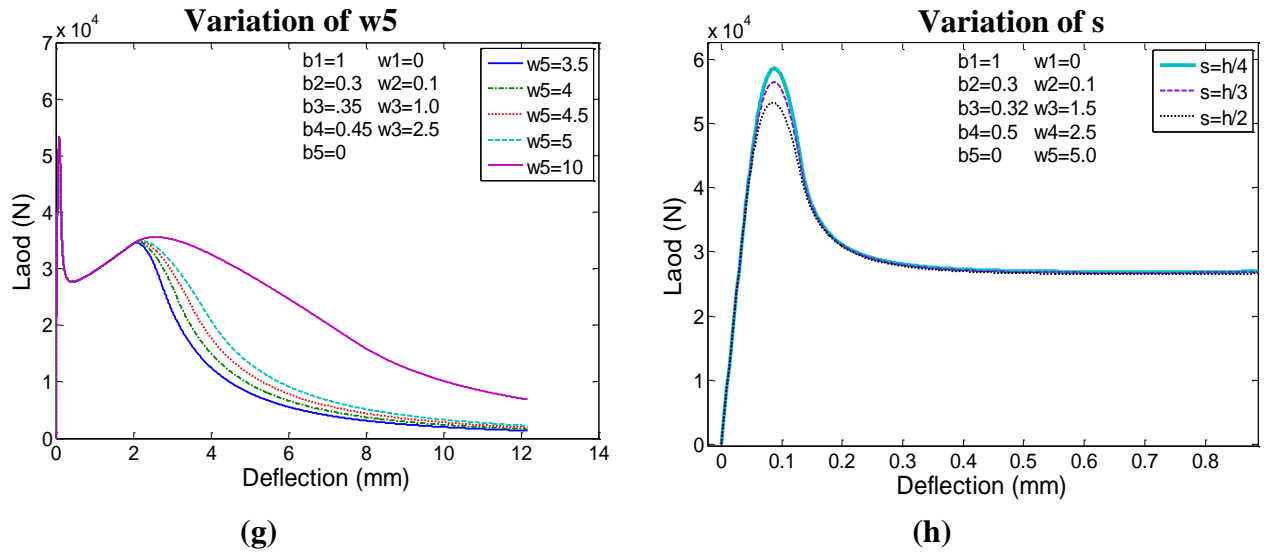 Variation of w5
x 10^4
7
6
5
4
3
2
1
0
Laod (N)
b1=1 w1=0
b2=0.3 w2=0.1
b3=.35 w3=1.0
b4=0.45 w3=2.5
b5=0
w5=3.5
w5=4
w5=4.5
w5=5
w5=10
0 2 4 6 8 10 12 14
Deflection (mm)
(g)
Variation of s
x 10^4
6
5
4
3
2
1
0
Laod (N)
b1=1 w1=0
b2=0.3 w2=0.1
b3=0.32 w3=1.5
b4=0.5 w4=2.5
b5=0 w5=5.0
s=h/4
s=h/3
s=h/2
0 0.1 0.2 0.3 0.4 0.5 0.6 0.7 0.8
Deflection (mm)
(h)